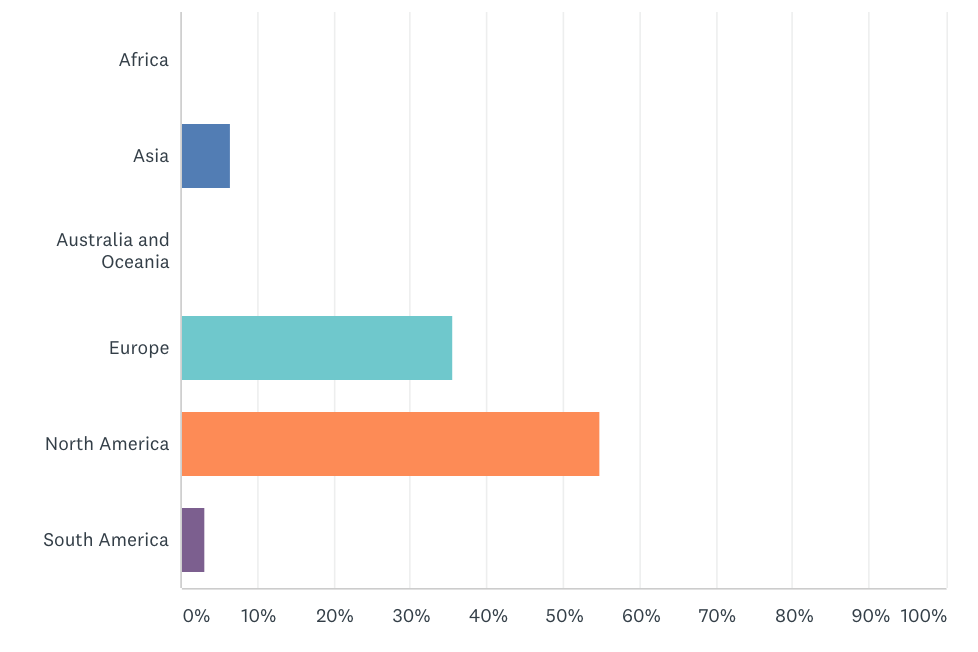 Africa
Asia
Australia and
Oceania
Europe
North America
South America
0% 10% 20% 30% 40% 50% 60% 70% 80% 90% 100%